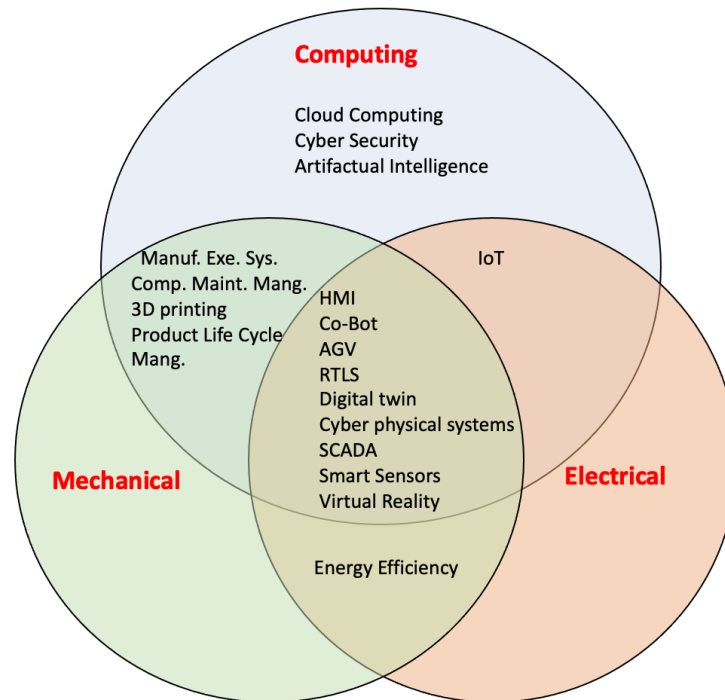 Computing
Cloud Computing
Cyber Security
Artifactual Intelligence
Manuf. Exe. Sys.
Comp. Maint. Mang.
3D printing
Product Life Cycle
Mang.
IoT
HMI
Co-Bot
AGV
RTLS
Digital twin
Cyber physical systems
SCADA
Smart Sensors
Virtual Reality
Mechanical
Electrical
Energy Efficiency